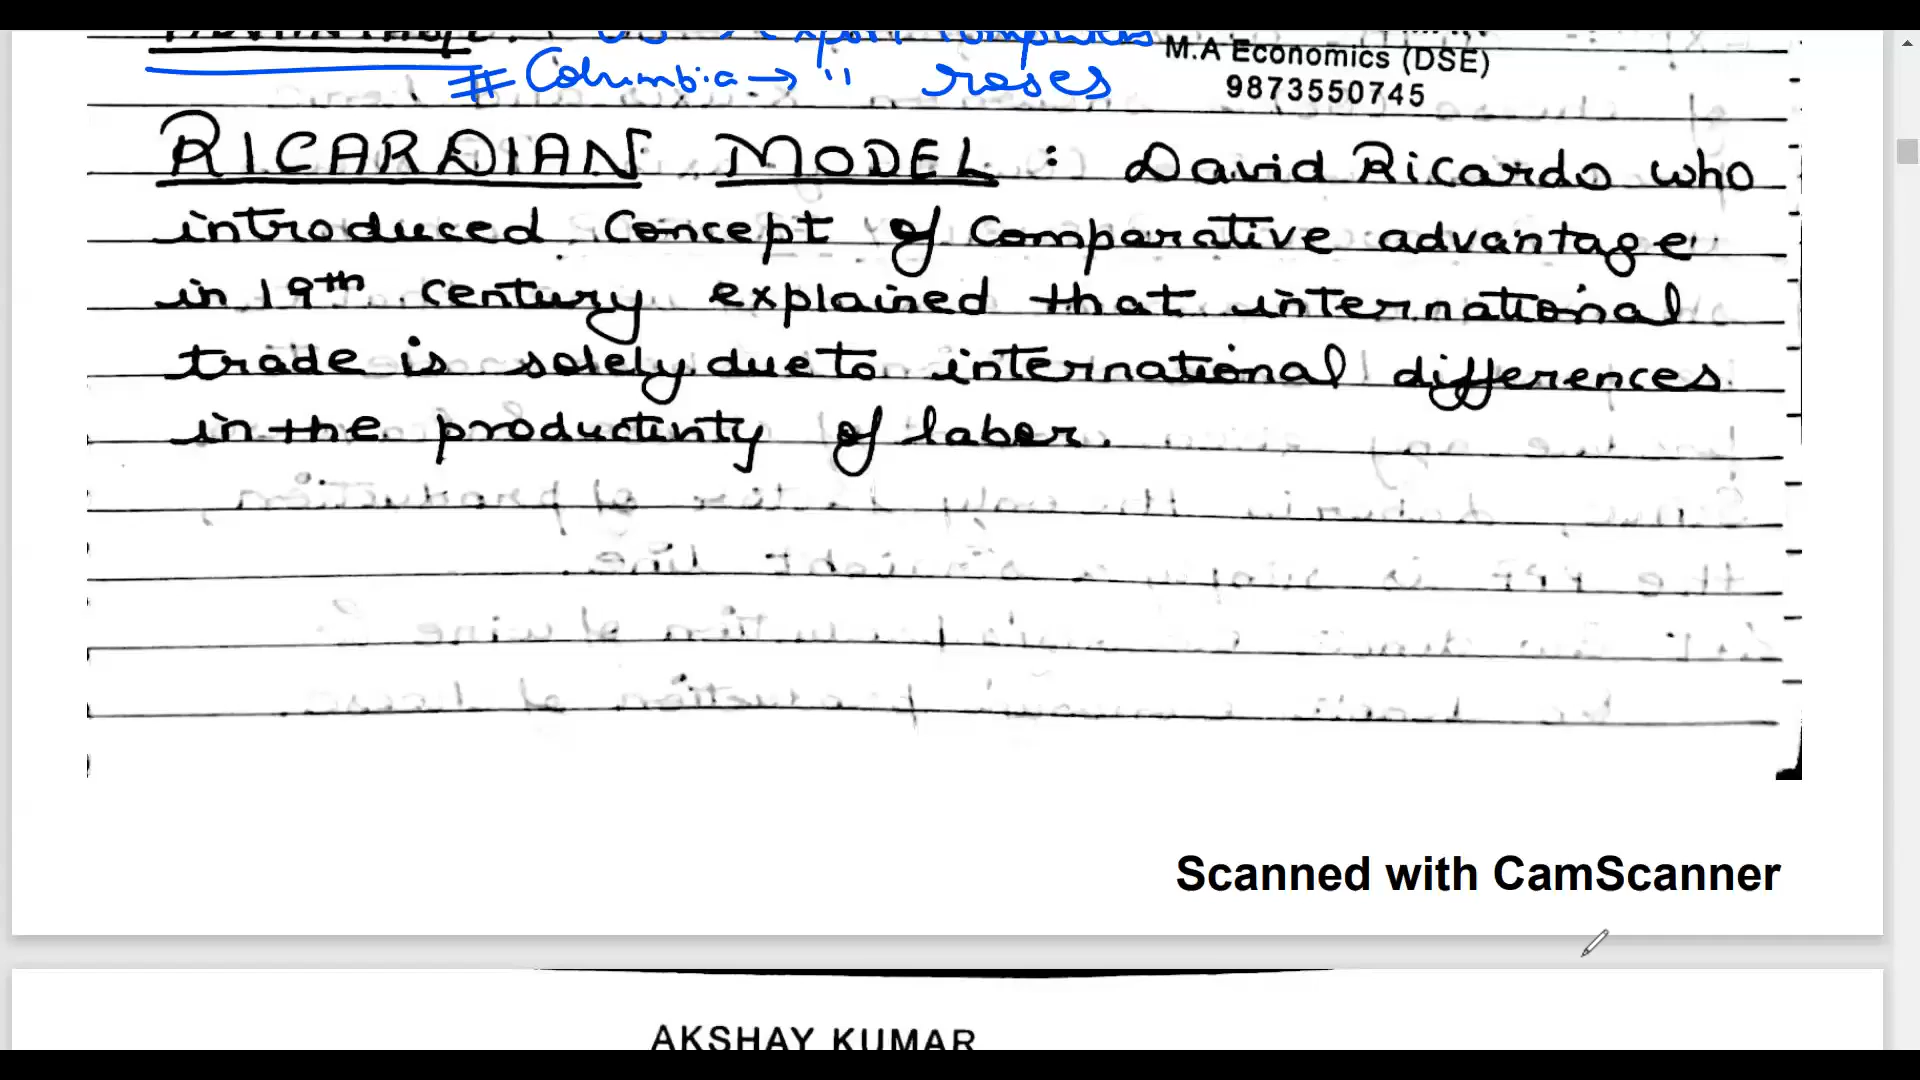 # Columbia → " roses
M.A Economics (DSE)
9873550745
RICARDIAN MODEL : David Ricardo who
introduced concept of comparative advantage
in 19th century explained that international
trade is solely due to international differences
in the productivity of labor.
Scanned with CamScanner
AKSHAY KUMAR